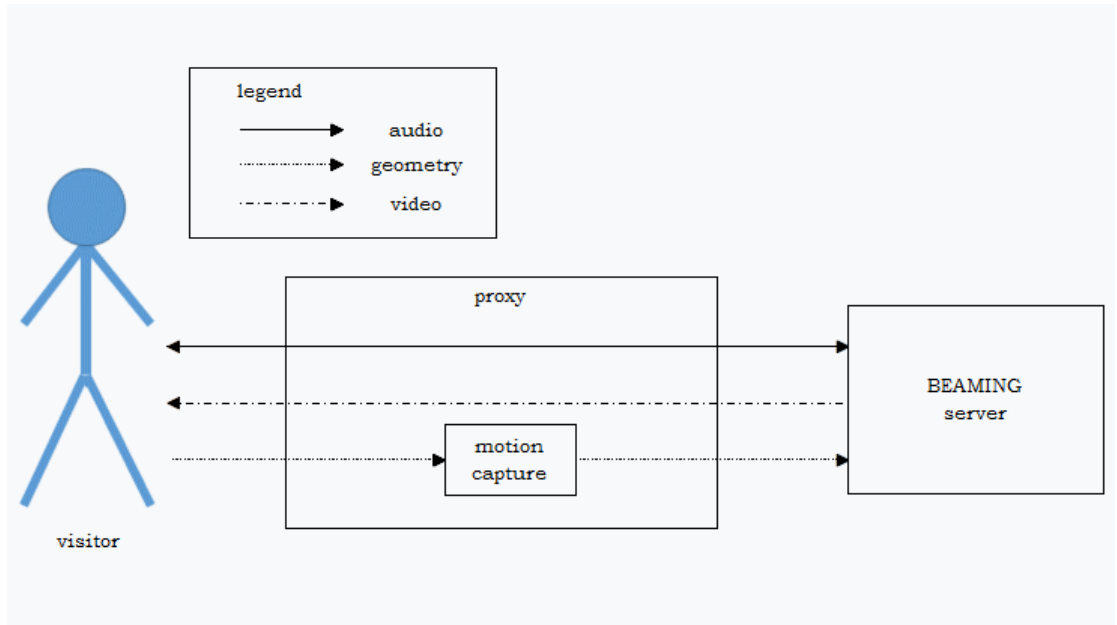 legend
audio
geometry
video
proxy
BEAMING
server
motion
capture
visitor